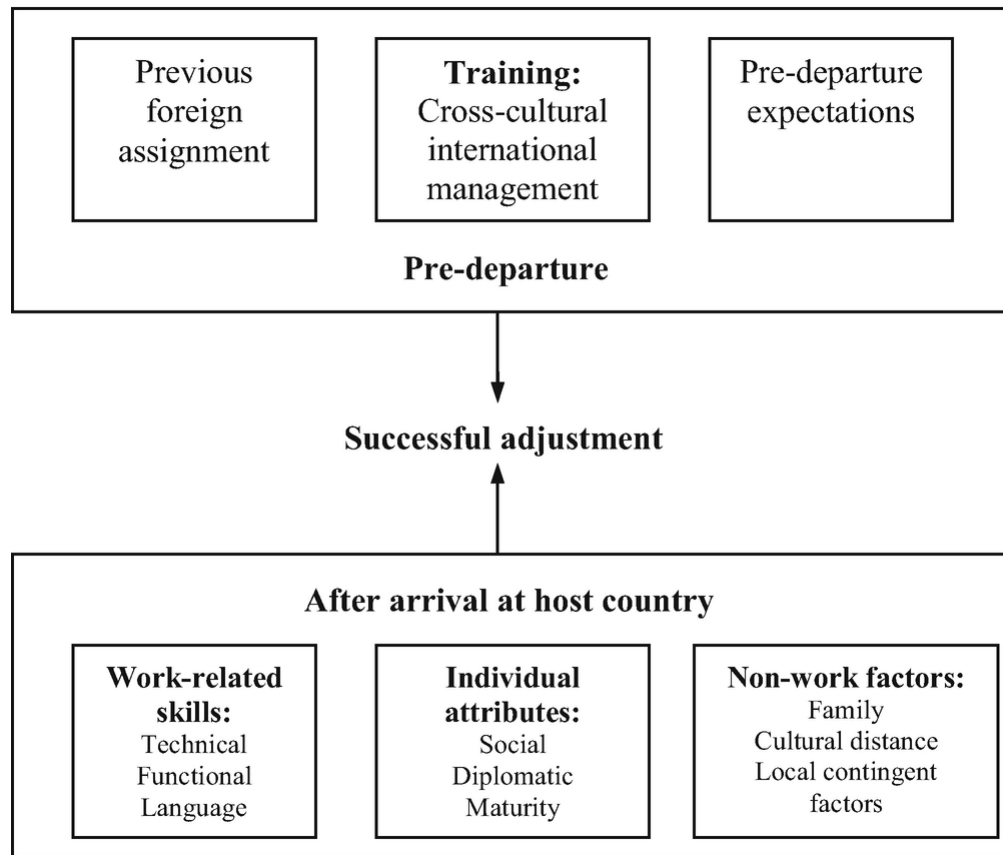 Previous
foreign
assignment
Training:
Cross-cultural
international
management
Pre-departure
expectations
Pre-departure
Successful adjustment
After arrival at host country
Work-related
skills:
Technical
Functional
Language
Individual
attributes:
Social
Diplomatic
Maturity
Non-work factors:
Family
Cultural distance
Local contingent
factors